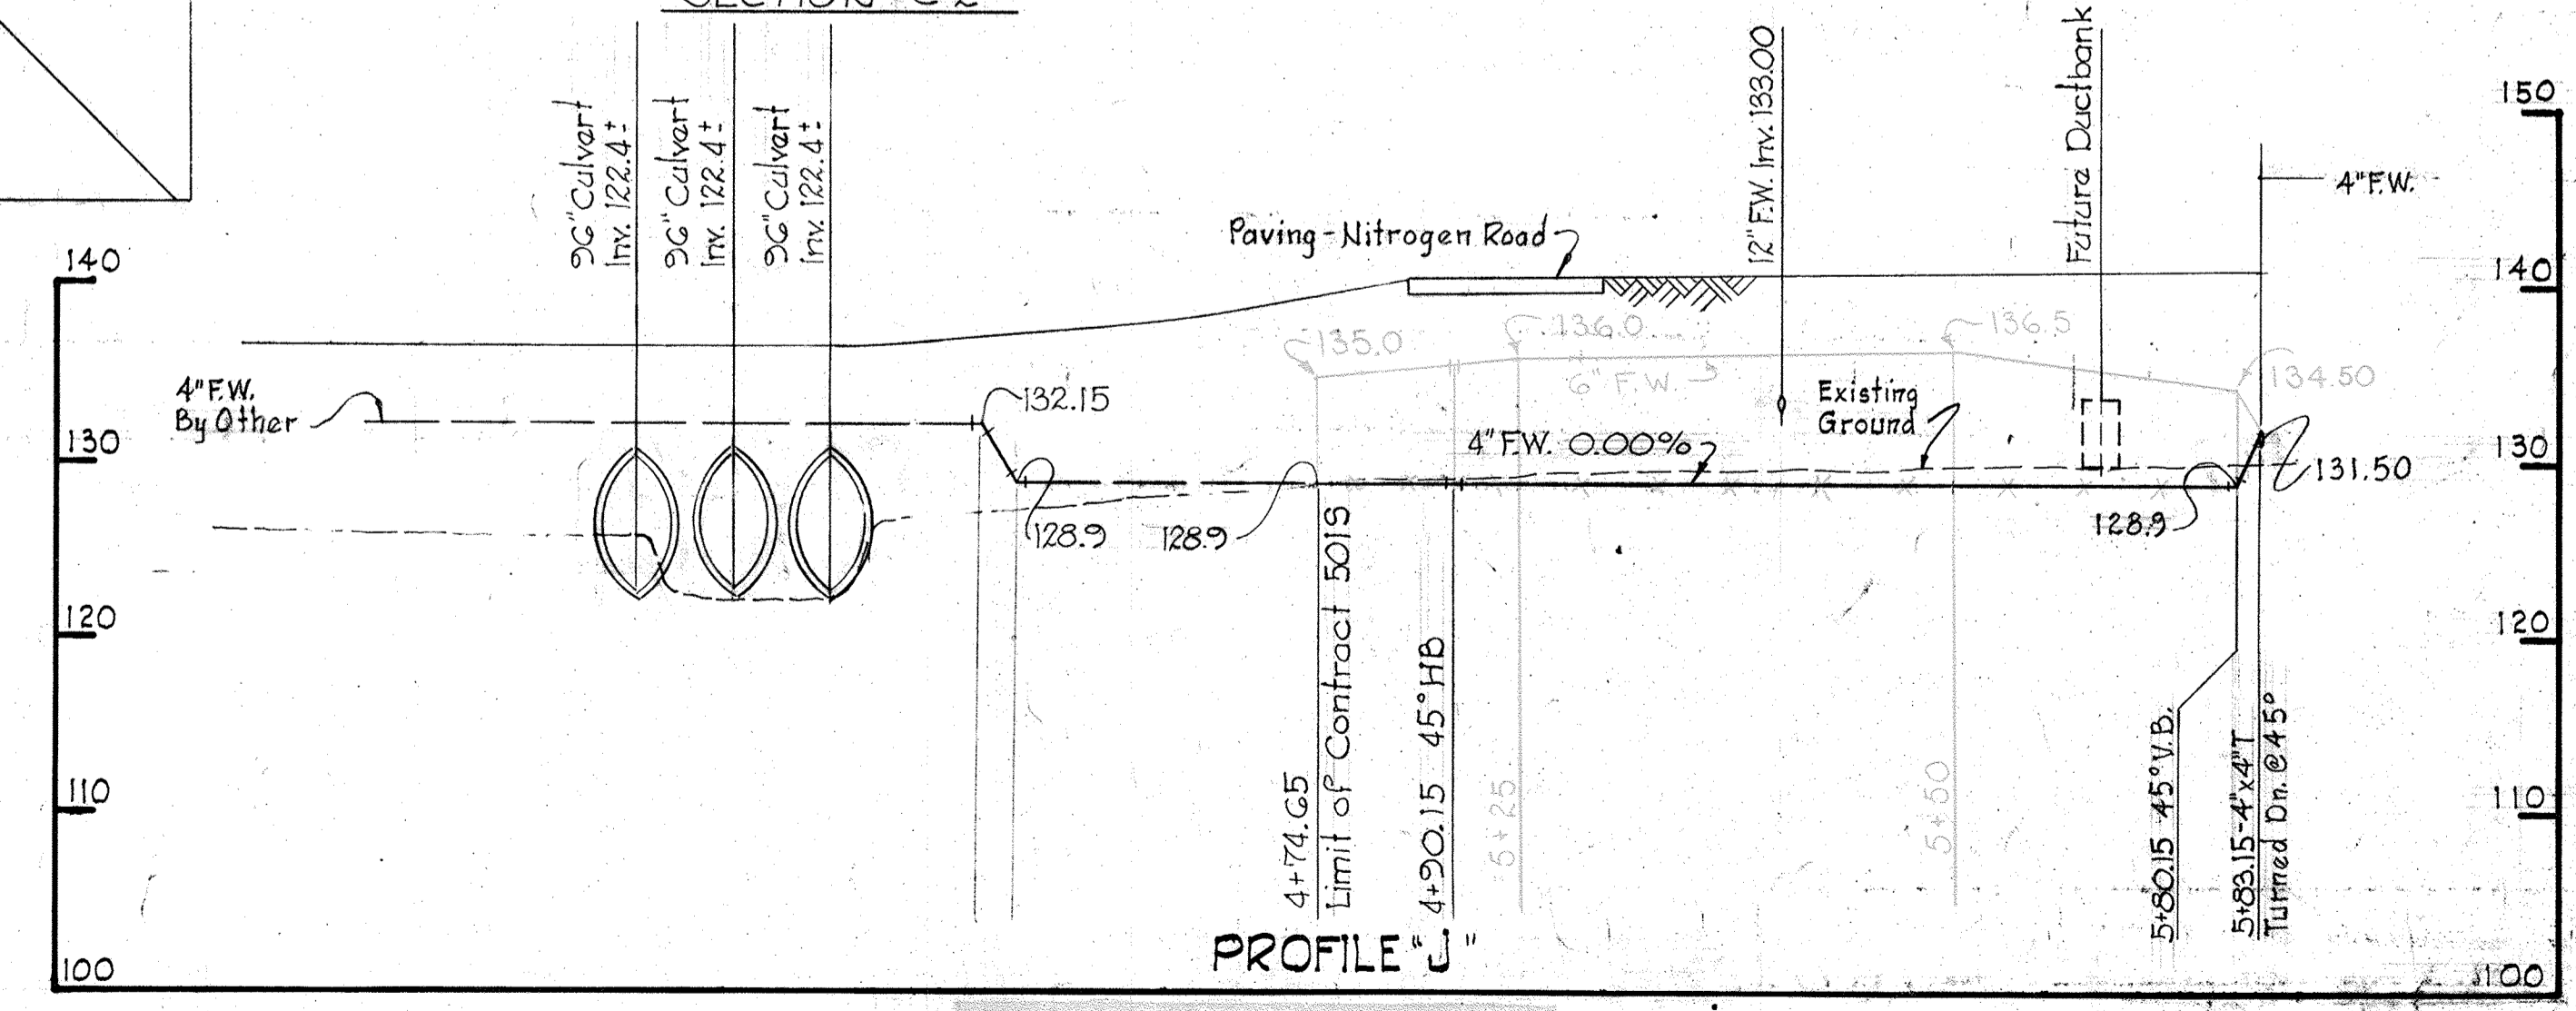 SECTION
96" Culvert
Inv. 122.4±
96" Culvert
Inv. 122.4±
96" Culvert
Inv. 122.4±
12" F.W. Inv. 133.00
Future Ductbank
150
4" F.W.
Paving-Nitrogen Road
140
140
135.0
136.0
136.5
6" F.W.
134.50
4" F.W.
By Other
132.15
Existing
Ground
130
4" F.W. 0.00%
130
131.50
128.9
128.9
128.9
120
120
110
110
4+74.65
Limit of Contract 501S
4+90.15 45° HB
5+25
5+50
5+80.15 45° V.B.
5+83.15-4"x4"T
Turned Dn. @ 45°
PROFILE "J"
100
100